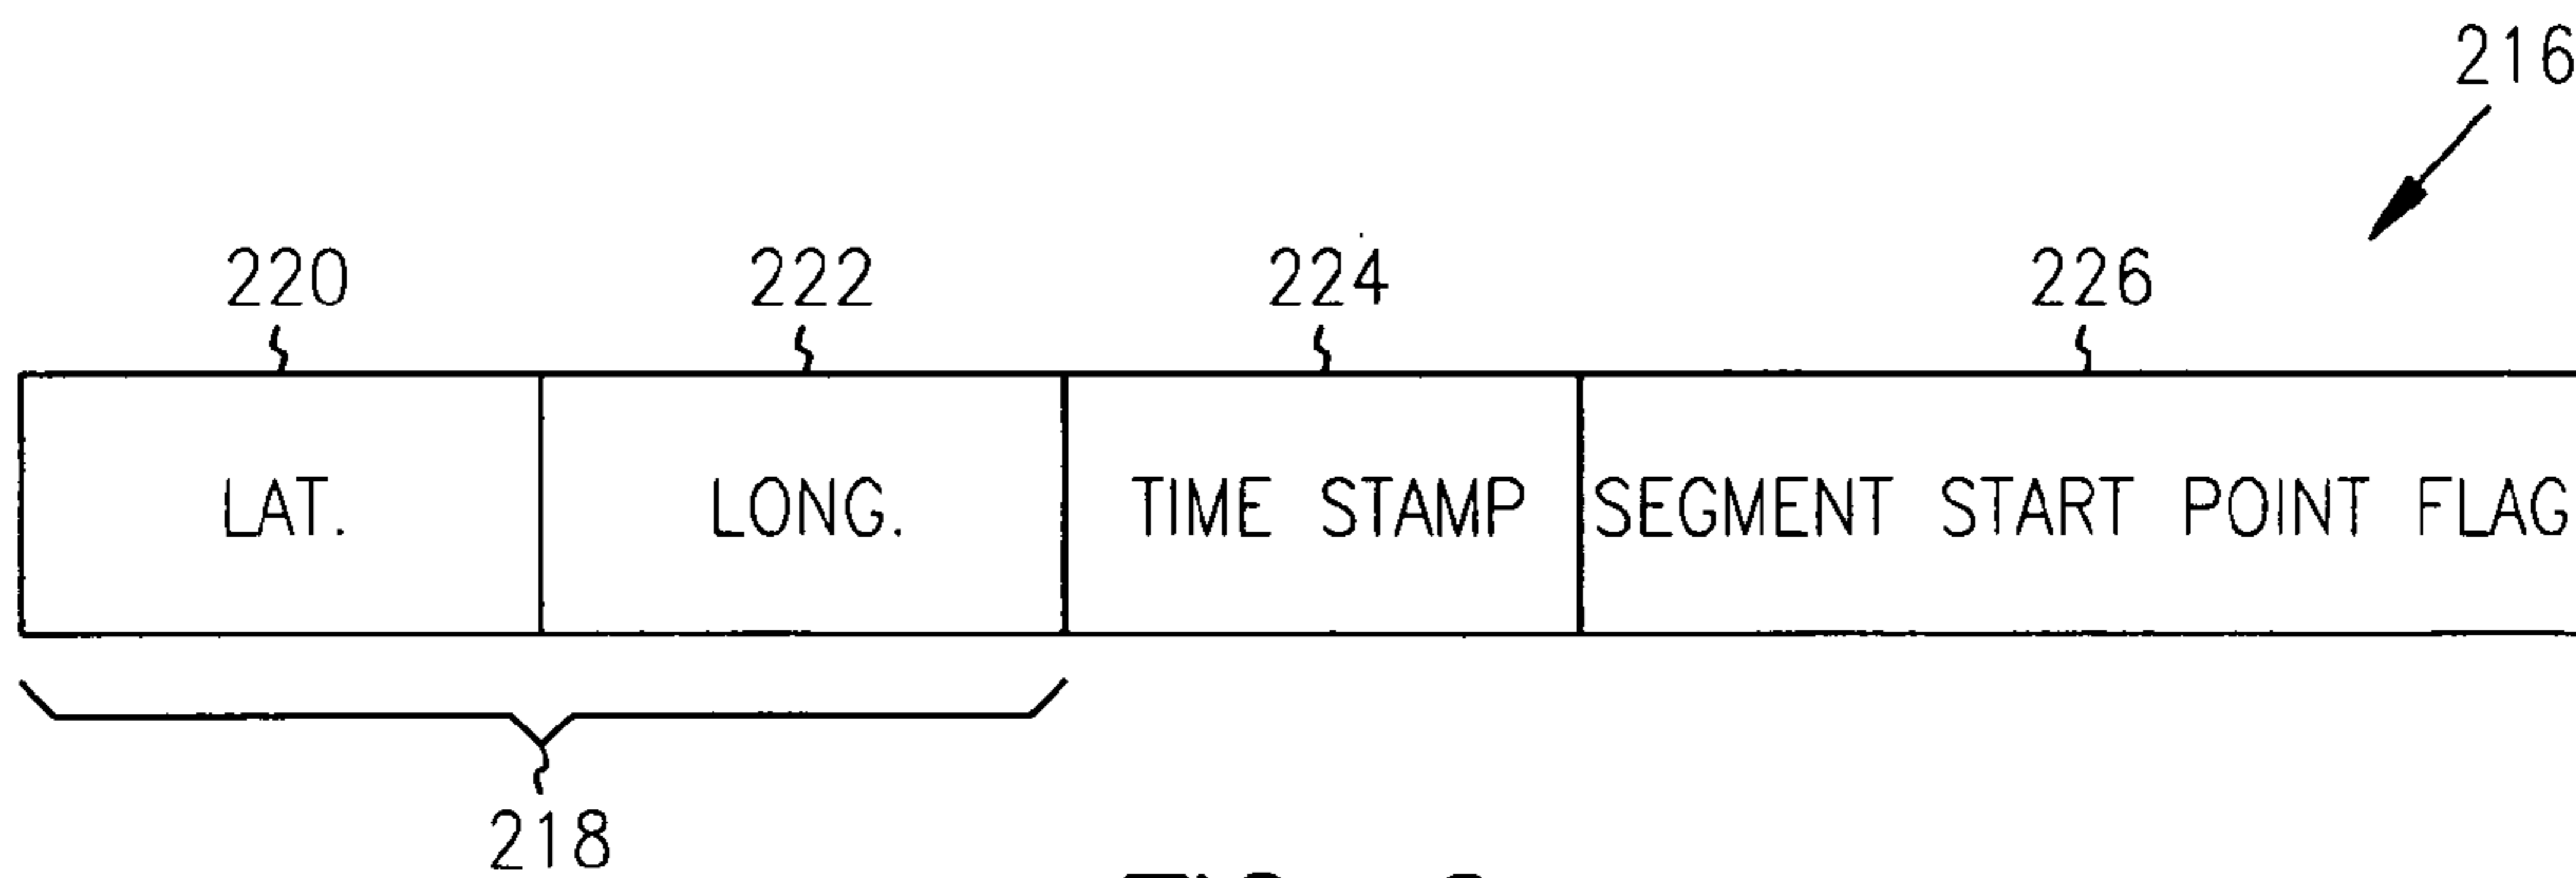 216
220 222 224 226
LAT. LONG. TIME STAMP SEGMENT START POINT FLAG
218